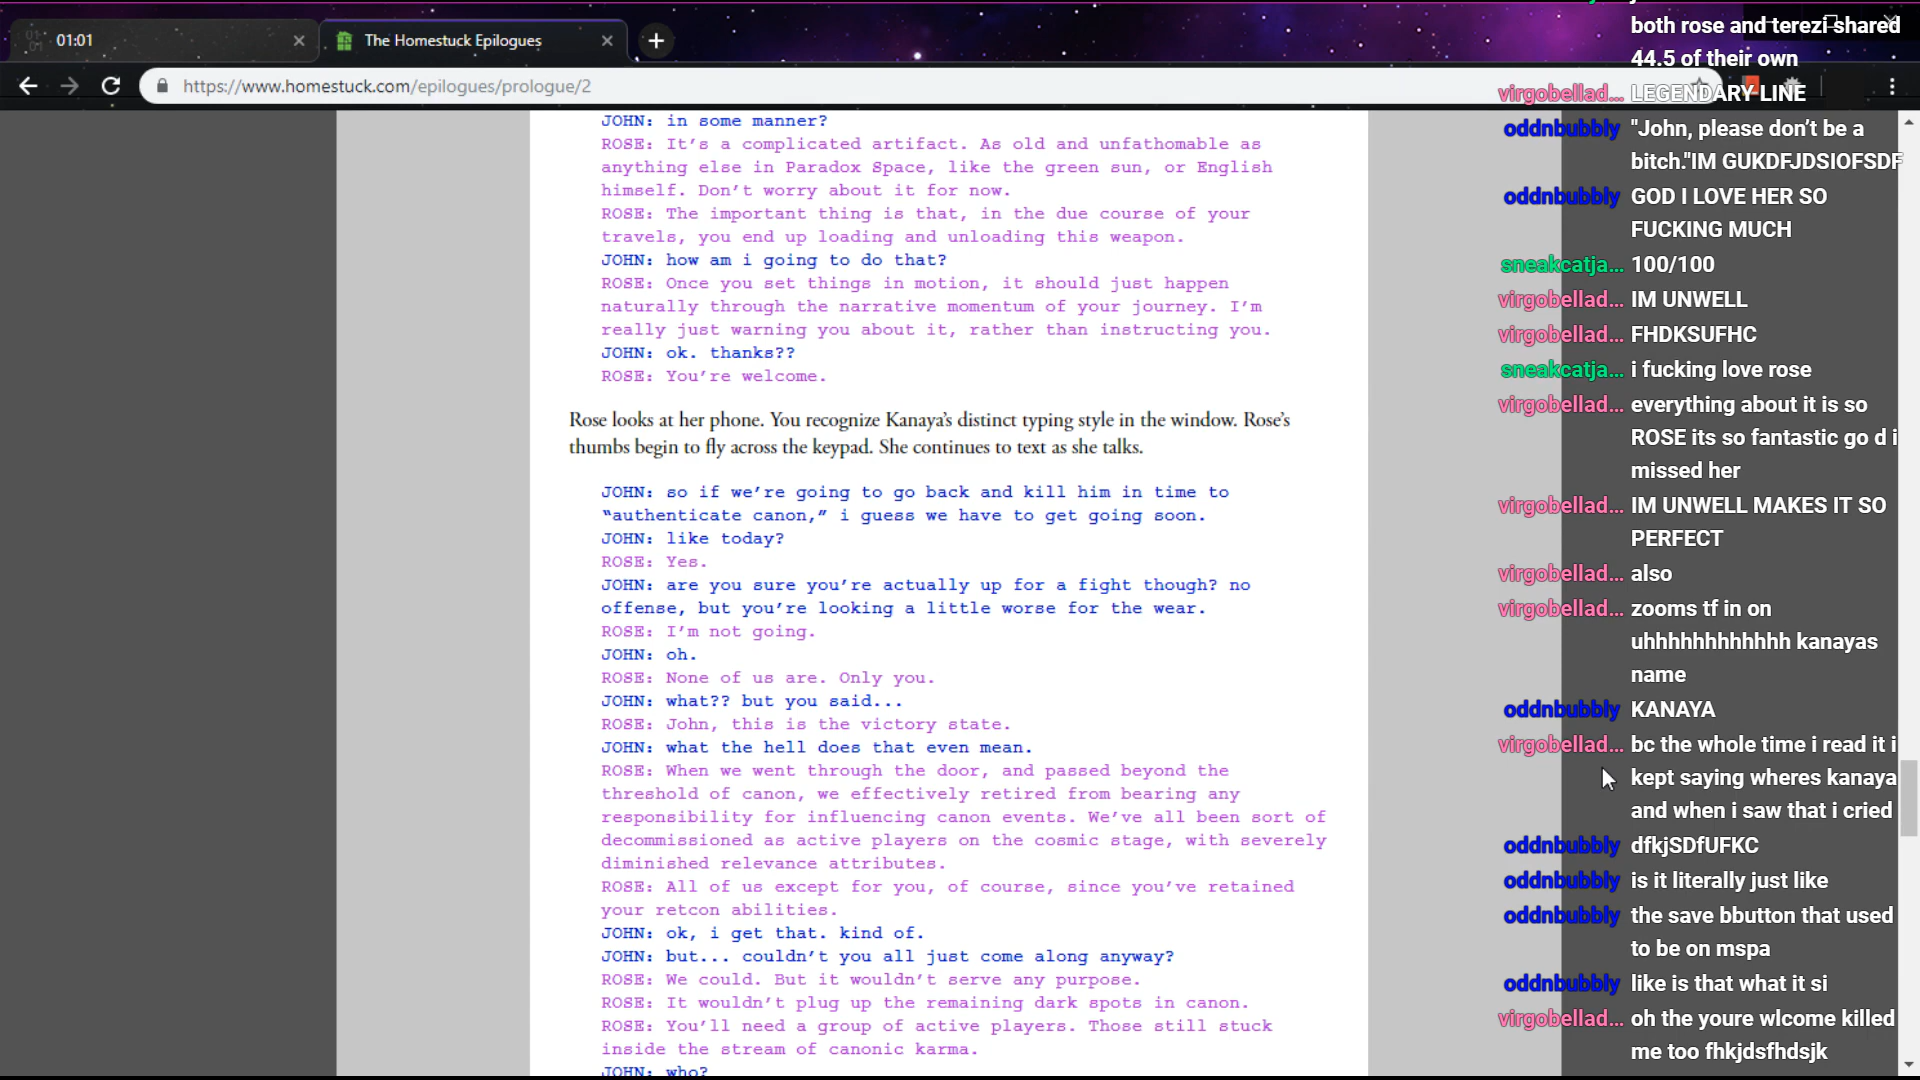 01:01
The Homestuck Epilogues
https://www.homestuck.com/epilogues/prologue/2
JOHN: in some manner?
ROSE: It’s a complicated artifact. As old and unfathomable as
anything else in Paradox Space, like the green sun, or English
himself. Don’t worry about it for now.
ROSE: The important thing is that, in the due course of your
travels, you end up loading and unloading this weapon.
JOHN: how am i going to do that?
ROSE: Once you set things in motion, it should just happen
naturally through the narrative momentum of your journey. I’m
really just warning you about it, rather than instructing you.
JOHN: ok. thanks??
ROSE: You’re welcome.
Rose looks at her phone. You recognize Kanaya’s distinct typing style in the window. Rose’s
thumbs begin to fly across the keypad. She continues to text as she talks.
JOHN: so if we’re going to go back and kill him in time to
“authenticate canon,” i guess we have to get going soon.
JOHN: like today?
ROSE: Yes.
JOHN: are you sure you’re actually up for a fight though? no
offense, but you’re looking a little worse for the wear.
ROSE: I’m not going.
JOHN: oh.
ROSE: None of us are. Only you.
JOHN: what?? but you said...
ROSE: John, this is the victory state.
JOHN: what the hell does that even mean.
ROSE: When we went through the door, and passed beyond the
threshold of canon, we effectively retired from bearing any
responsibility for influencing canon events. We’ve all been sort of
decommissioned as active players on the cosmic stage, with severely
diminished relevance attributes.
ROSE: All of us except for you, of course, since you’ve retained
your retcon abilities.
JOHN: ok, i get that. kind of.
JOHN: but... couldn’t you all just come along anyway?
ROSE: We could. But it wouldn’t serve any purpose.
ROSE: It wouldn’t plug up the remaining dark spots in canon.
ROSE: You’ll need a group of active players. Those still stuck
inside the stream of canonic karma.
JOHN: who?
both rose and terezi shared
44.5 of their own
virgobellad... LEGENDARY LINE
oddnbubbly "John, please don’t be a
bitch."IM GUKDFJDSIOFSDF
oddnbubbly GOD I LOVE HER SO
FUCKING MUCH
sneakcatja... 100/100
virgobellad... IM UNWELL
virgobellad... FHDKSUFHC
sneakcatja... i fucking love rose
virgobellad... everything about it is so
ROSE its so fantastic go d i
missed her
virgobellad... IM UNWELL MAKES IT SO
PERFECT
virgobellad... also
virgobellad... zooms tf in on
uhhhhhhhhhhhh kanayas
name
oddnbubbly KANAYA
virgobellad... bc the whole time i read it i
kept saying wheres kanaya
and when i saw that i cried
oddnbubbly dfkjSDfUFKC
oddnbubbly is it literally just like
oddnbubbly the save bbutton that used
to be on mspa
oddnbubbly like is that what it si
virgobellad... oh the youre wlcome killed
me too fhkjdsfhdsjk